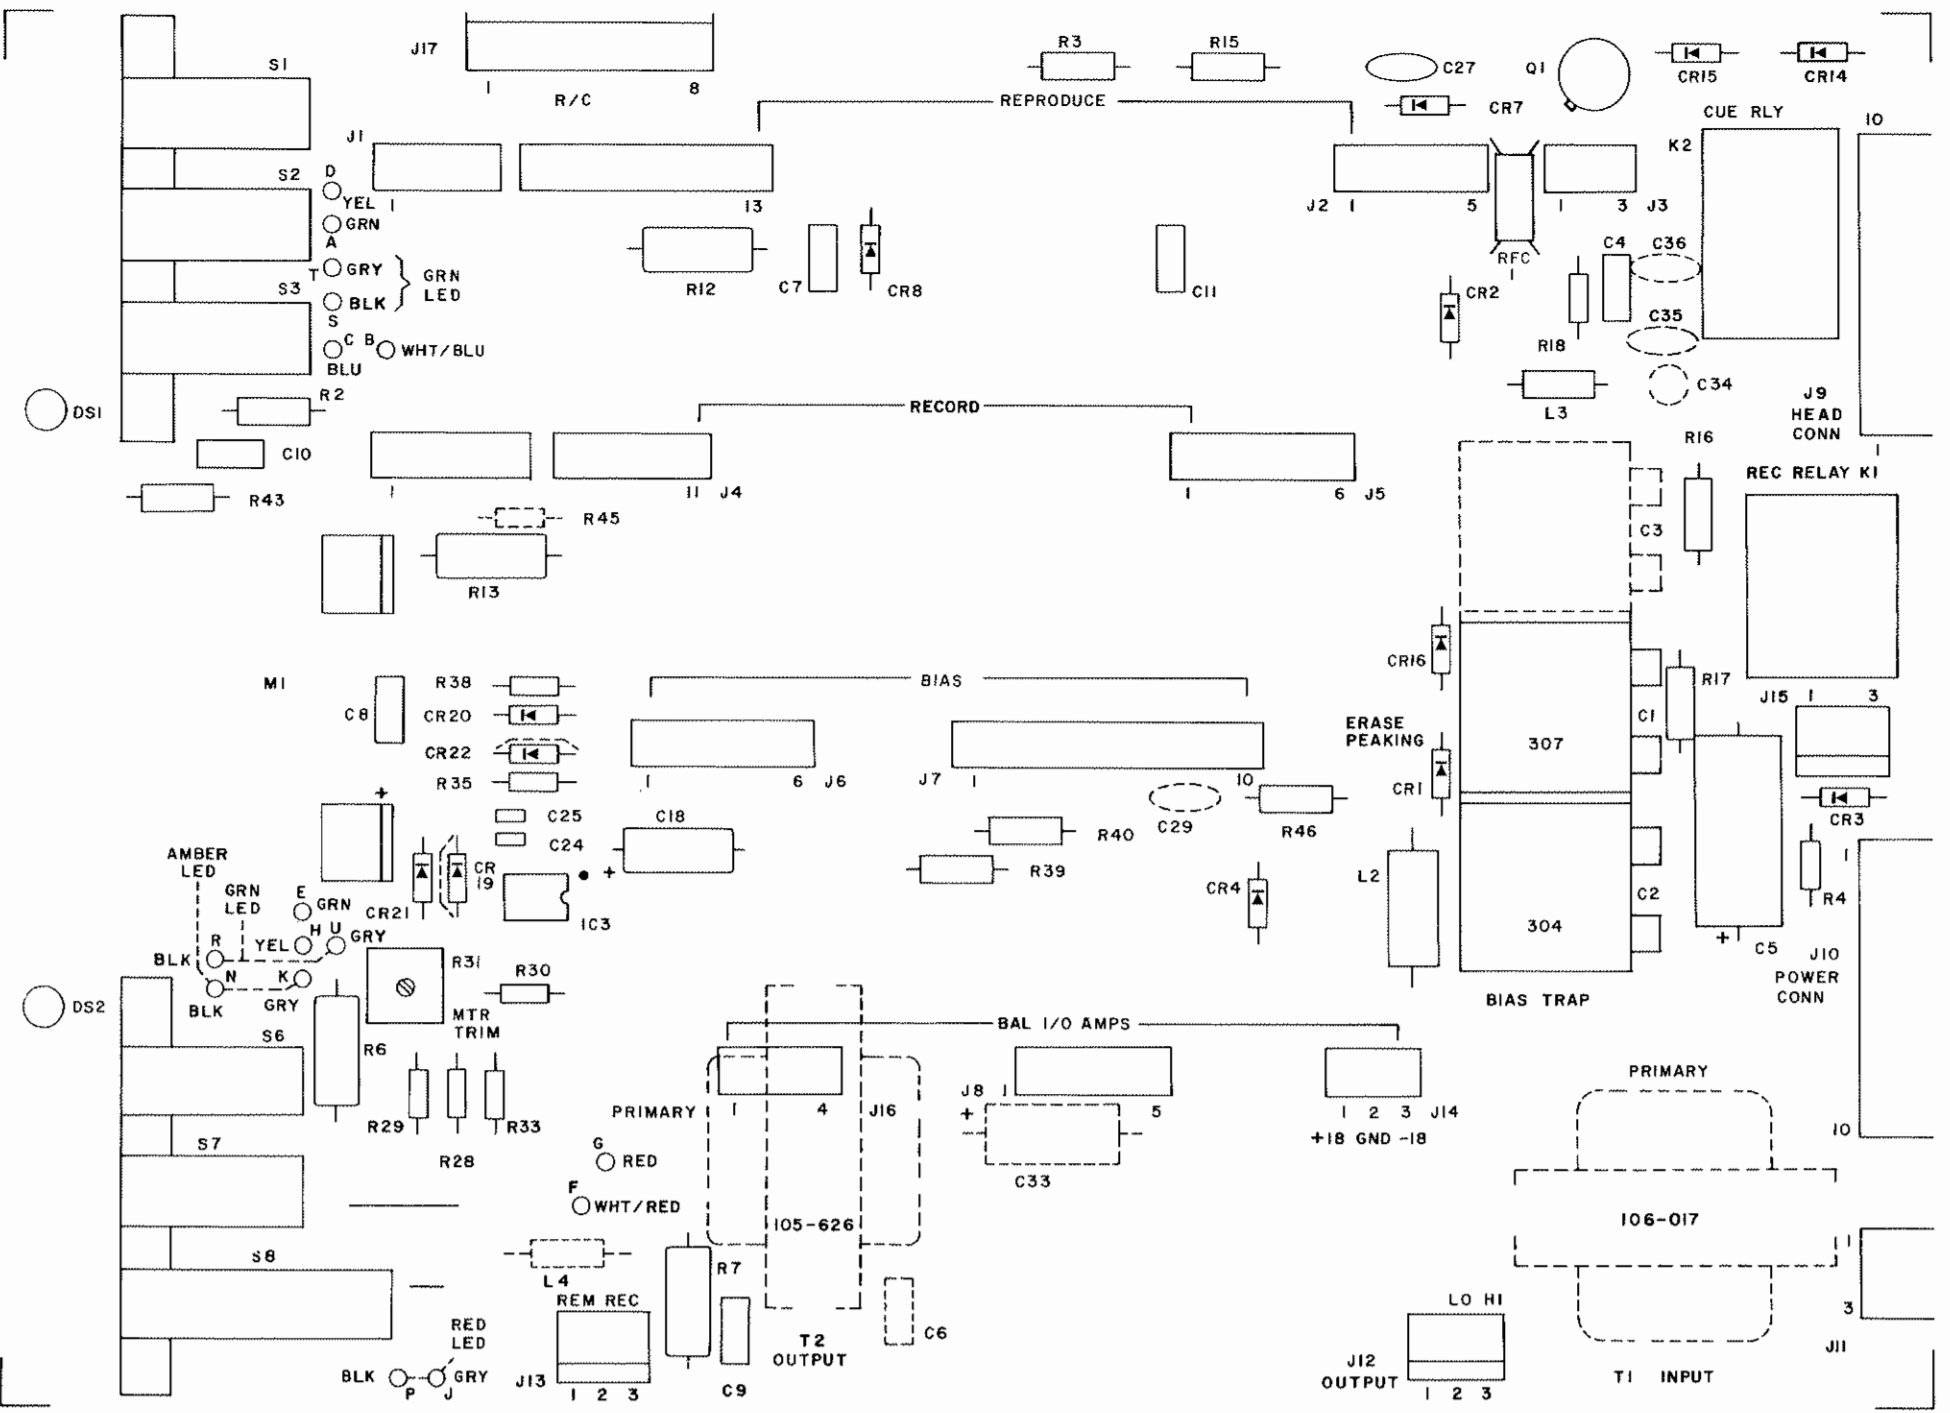 J17
S1
R3
R15
C27
Q1
CR15
CR14
1 8
R/C
REPRODUCE
CR7
CUE RLY
10
J1
K2
S2
D
YEL
1
13
J2 1 5
1 3 J3
GRN
A
T
GRY
GRN
LED
S3
BLK
S
R12
C7
CR8
C11
RFC
1
C4
C36
CR2
C35
C B
WHT/BLU
BLU
R18
C34
DS1
R2
RECORD
L3
J9
HEAD
CONN
C10
R16
1
R43
1
11 J4
1 6 J5
REC RELAY K1
R45
C3
R13
M1
R38
BIAS
CR16
R17
J15 1 3
C8
CR20
C1
CR22
ERASE
PEAKING
307
R35
1 6 J6
J7 1 10
CR1
+
C25
C18
C29
R46
CR3
C24
R40
AMBER
LED
CR
19
+
R39
L2
1
GRN
LED
E
GRN
CR21
IC3
CR4
C2
R4
304
R
YEL
H U
GRY
BLK
+
C5
J10
POWER
CONN
N
K
R31
R30
BLK
GRY
BIAS TRAP
DS2
MTR
TRIM
BAL I/O AMPS
S6
R6
PRIMARY
PRIMARY
1 4 J16
J8 1
5
1 2 3 J14
+
R29
R33
+18 GND -18
10
S7
R28
G
RED
C33
F
WHT/RED
105-626
106-017
1
S8
L4
R7
REM REC
LO HI
3
RED
LED
C6
T2
OUTPUT
J11
BLK
P
J
GRY
J13
1 2 3
C9
J12
OUTPUT
1 2 3
T1 INPUT